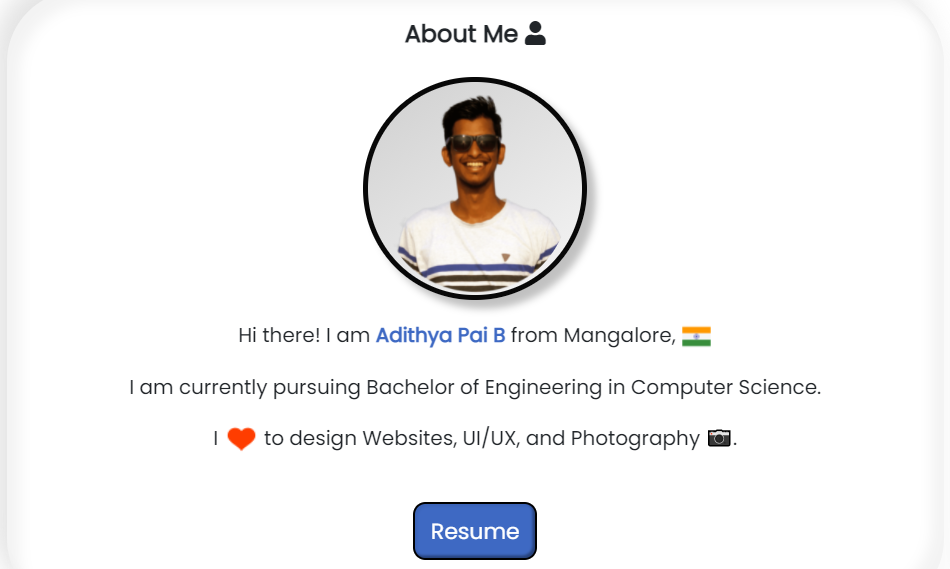 About Me
Hi there! I am Adithya Pai B from Mangalore,
I am currently pursuing Bachelor of Engineering in Computer Science.
I ❤ to design Websites, UI/UX, and Photography 📷.
Resume